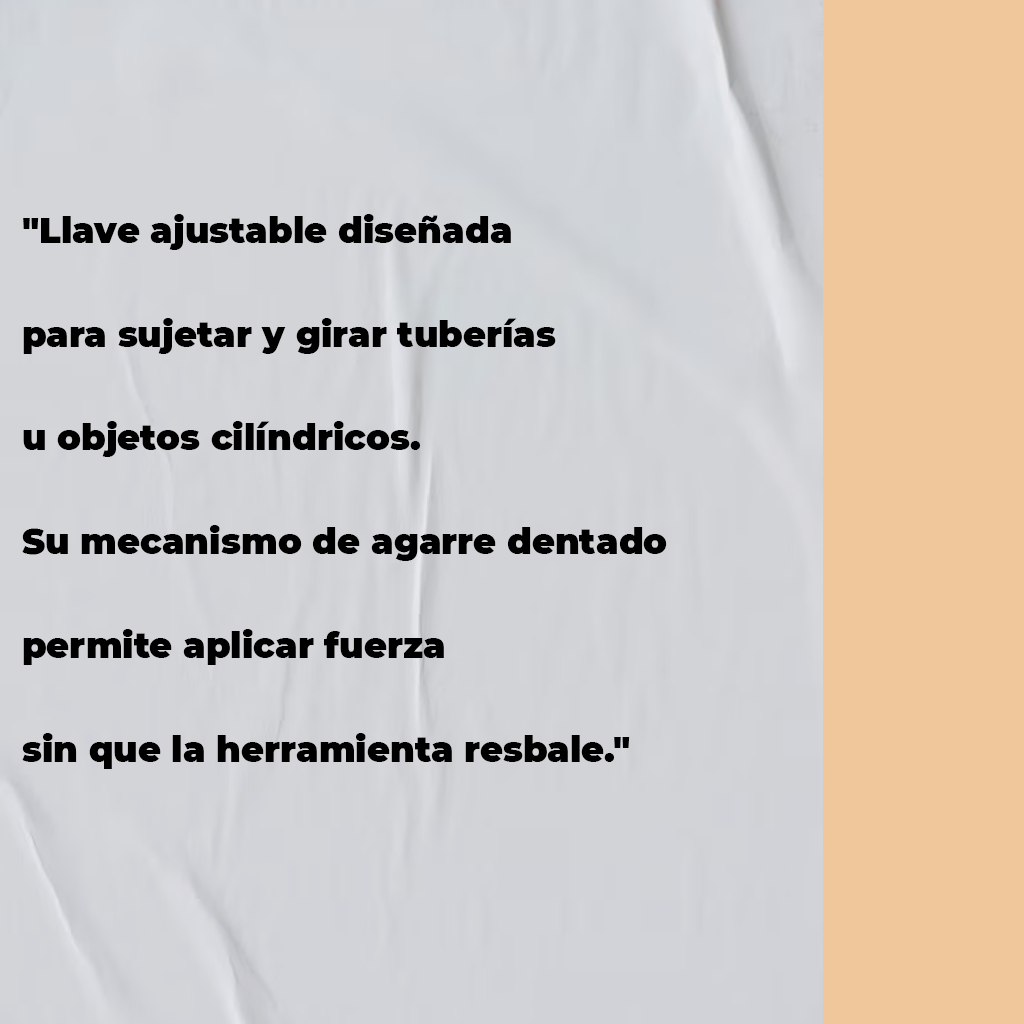 "Llave ajustable diseñada
para sujetar y girar tuberías
u objetos cilíndricos.
Su mecanismo de agarre dentado
permite aplicar fuerza
sin que la herramienta resbale."